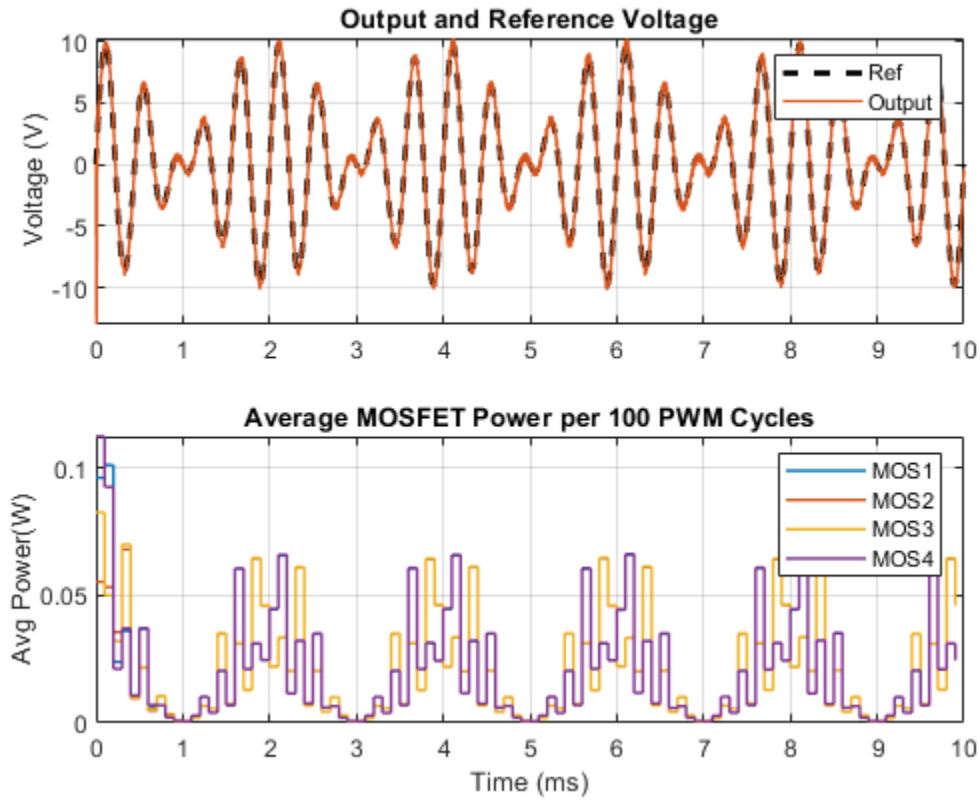 Output and Reference Voltage
Voltage (V)
10
5
0
-5
-10
Ref
Output
0 1 2 3 4 5 6 7 8 9 10
Average MOSFET Power per 100 PWM Cycles
Avg Power(W)
0.1
0.05
0
MOS1
MOS2
MOS3
MOS4
0 1 2 3 4 5 6 7 8 9 10
Time (ms)